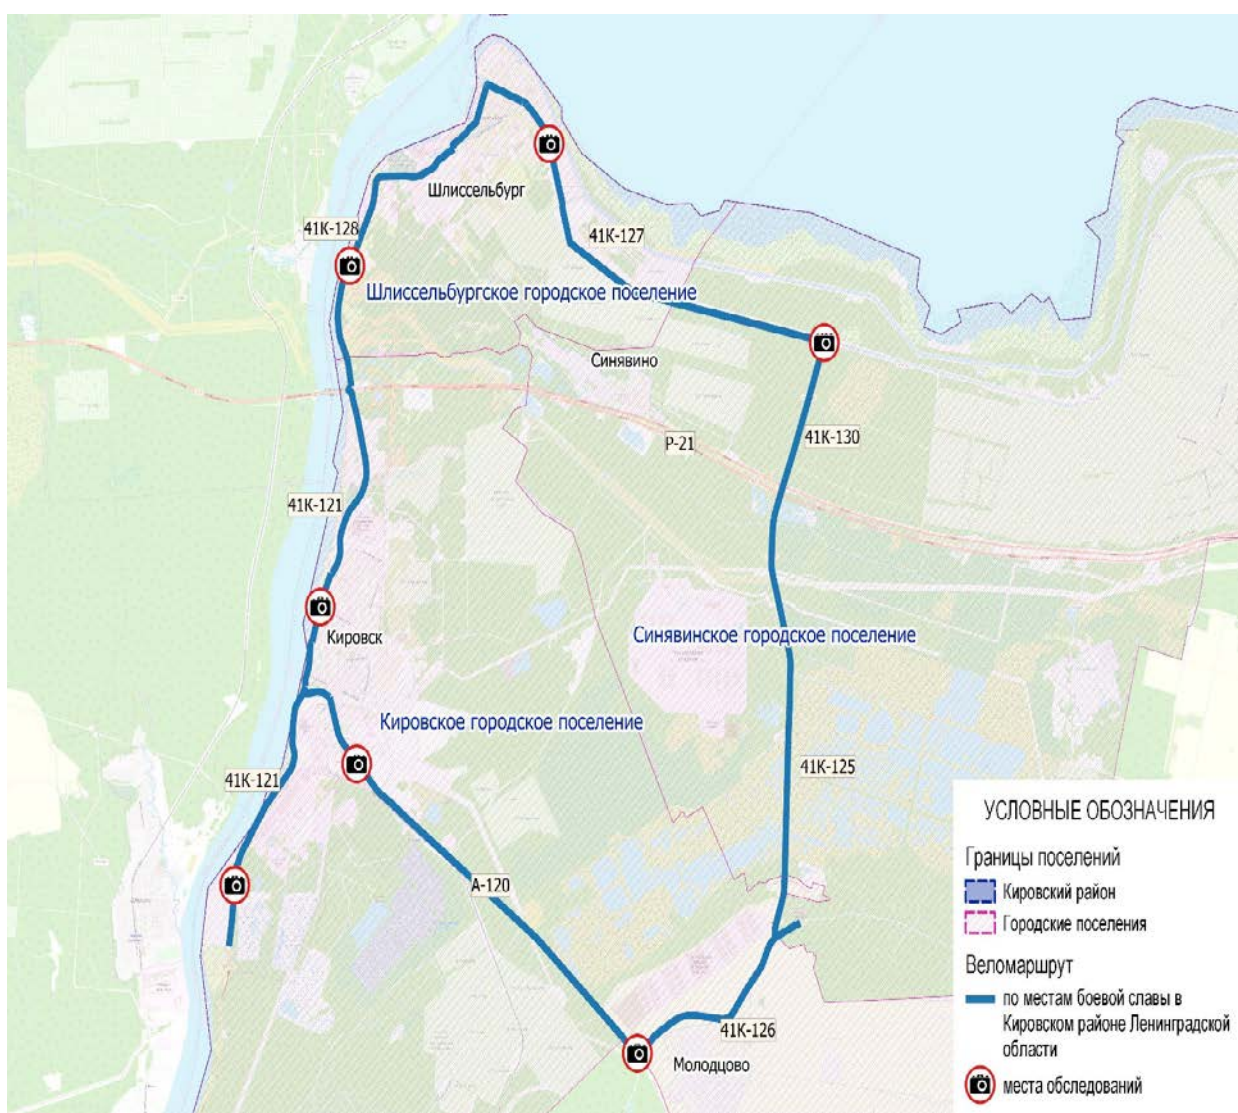 Шлиссельбург
41К-128
41К-127
Шлиссельбургское городское поселение
Синявино
41К-130
Р-21
41К-121
Кировск
Синявинское городское поселение
Кировское городское поселение
41К-121
41К-125
А-120
41К-126
Молодцово
УСЛОВНЫЕ ОБОЗНАЧЕНИЯ
Границы поселений
Кировский район
Городские поселения
Веломаршрут
по местам боевой славы в
Кировском районе Ленинградской
области
места обследований